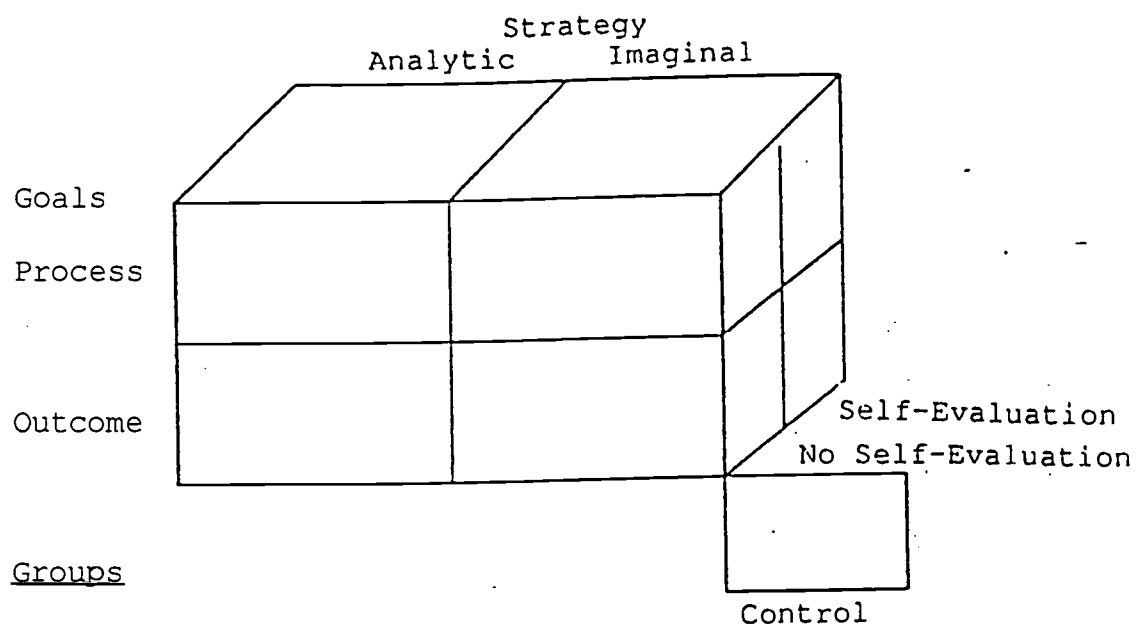 Strategy
Analytic Imaginal
Goals
Process
Outcome
Self-Evaluation
No Self-Evaluation
Groups
Control